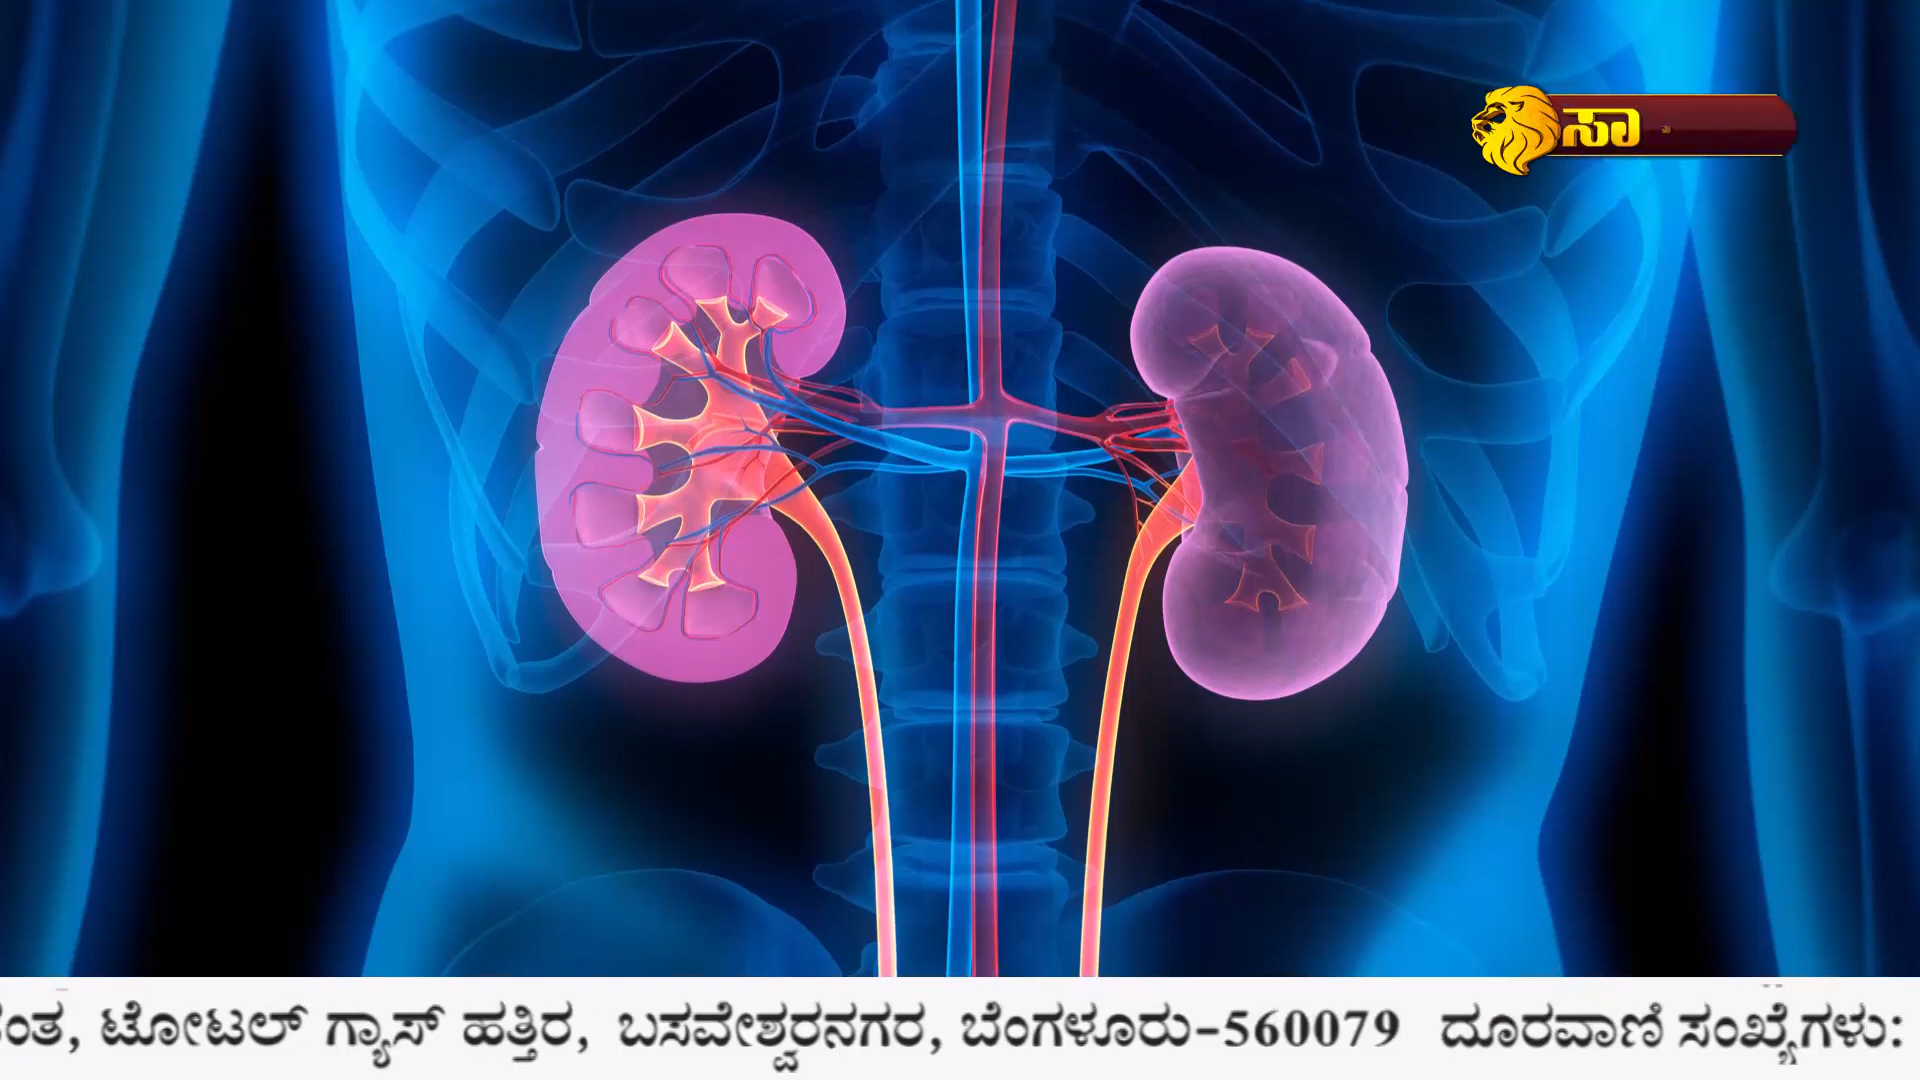 ಸಾ
ಂತ, ಟೋಟಲ್ ಗ್ಯಾಸ್ ಹತ್ತಿರ, ಬಸವೇಶ್ವರನಗರ, ಬೆಂಗಳೂರು-560079 ದೂರವಾಣಿ ಸಂಖ್ಯೆಗಳು: